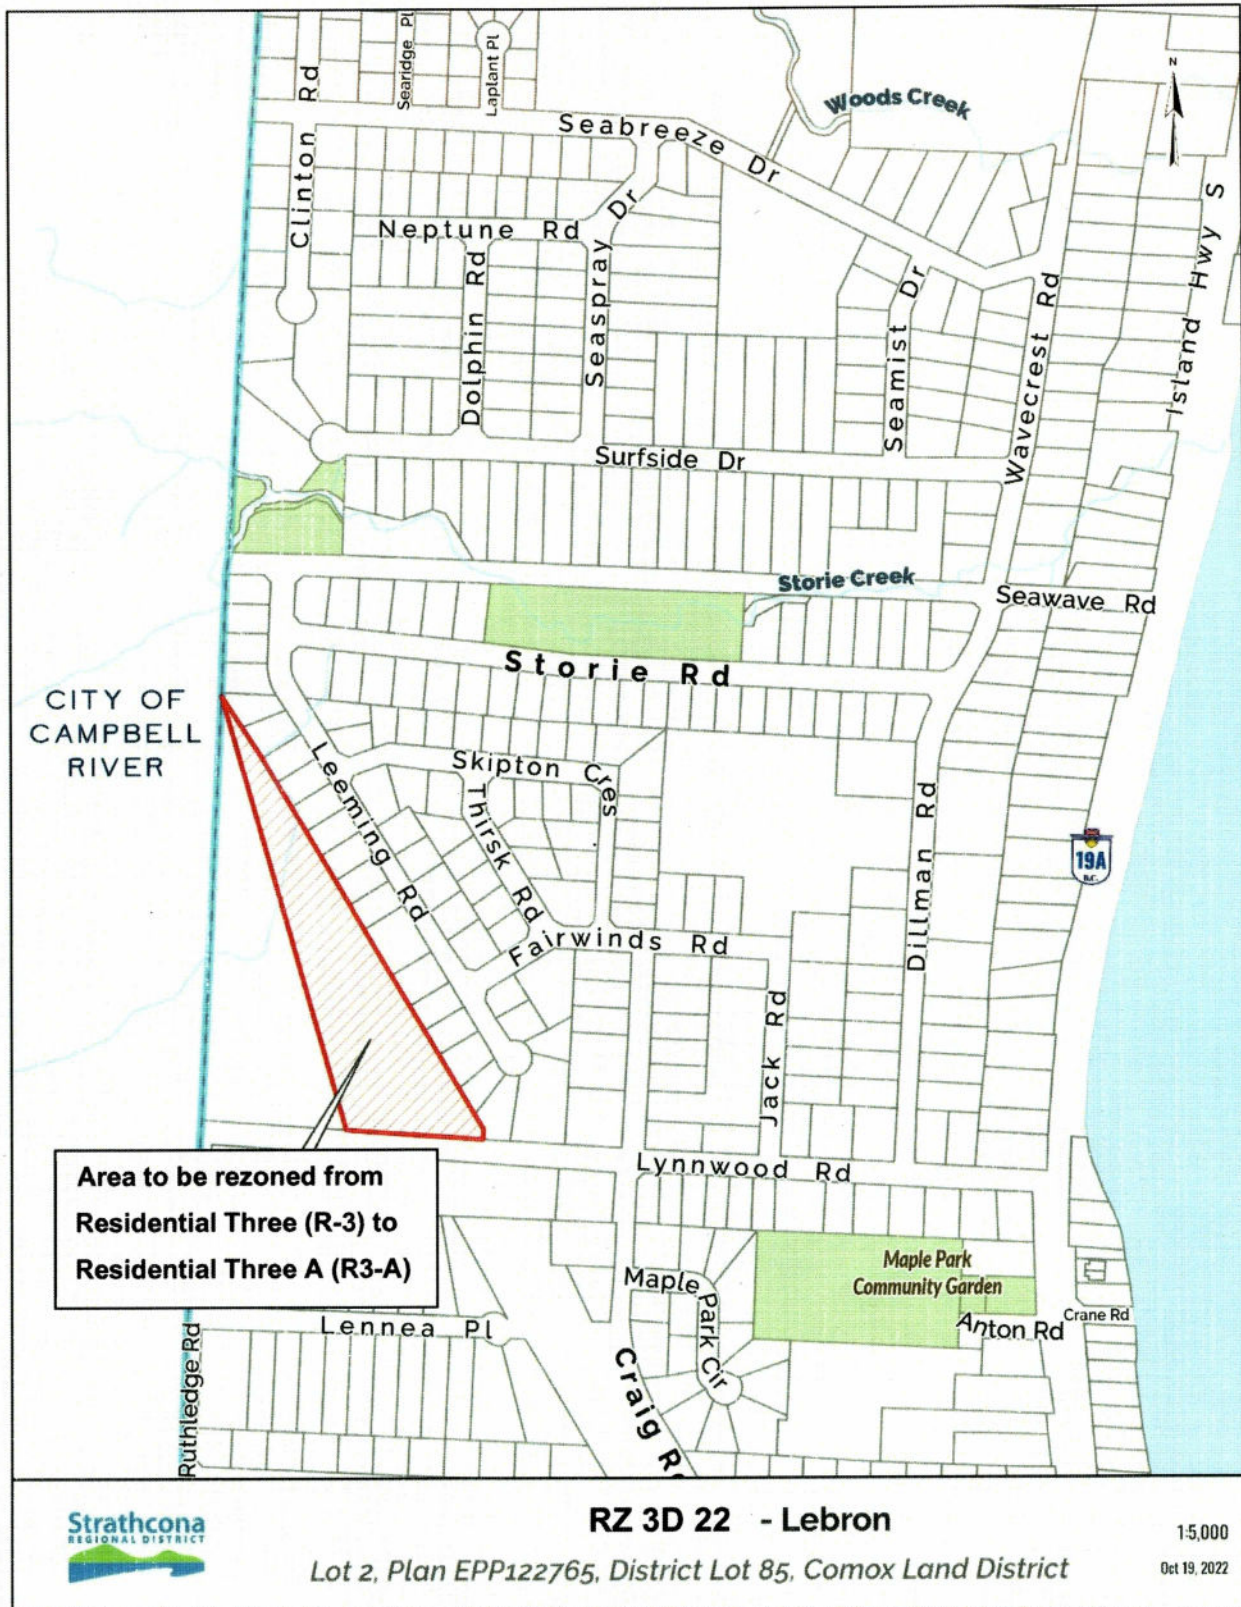 Searidge Pl
Laplant Pl
Clinton Rd
Woods Creek
N
Seabreeze Dr
Neptune Rd
Dolphin Rd
Seaspray Dr
Seamist Dr
Wavecrest Rd
Island Hwy S
Surfside Dr
Storie Creek
Seawave Rd
Storie Rd
CITY OF
CAMPBELL
RIVER
Leeming Rd
Skipton Cres
Thirsk Rd
Fairwinds Rd
Dillman Rd
19A
B.C.
Jack Rd
Lynnwood Rd
Area to be rezoned from
Residential Three (R-3) to
Residential Three A (R3-A)
Maple Park
Community Garden
Maple Park Cir
Anton Rd
Crane Rd
Lennea Pl
Ruthledge Rd
Craig R
Strathcona
REGIONAL DISTRICT
RZ 3D 22 - Lebron
Lot 2, Plan EPP122765, District Lot 85, Comox Land District
1:5,000
Oct 19, 2022